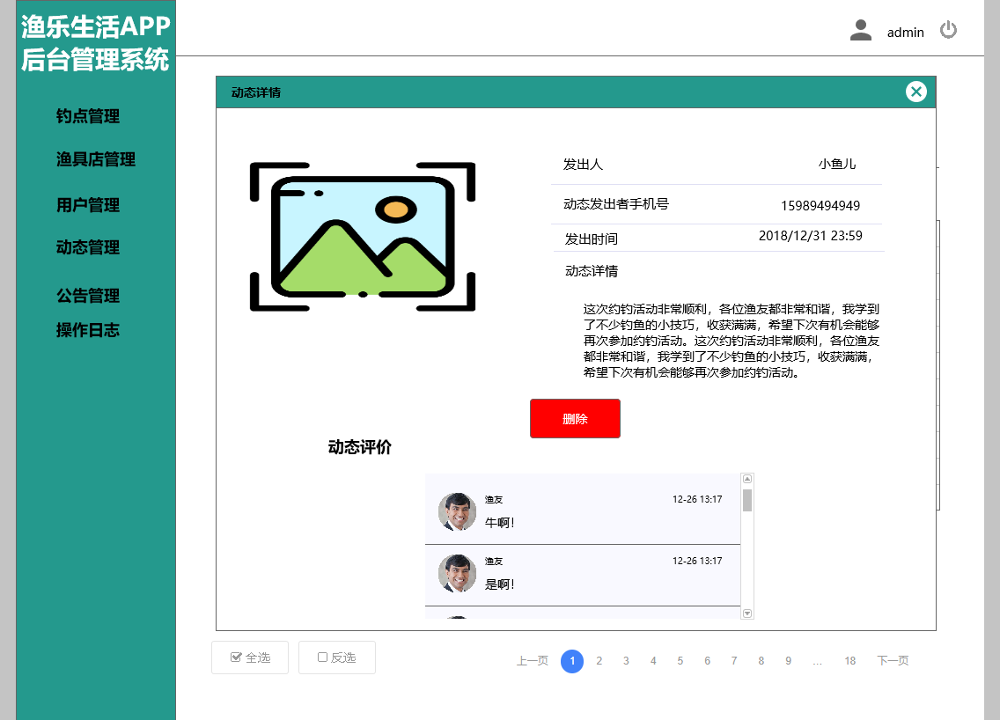 渔乐生活APP
后台管理系统
admin
钓点管理
渔具店管理
用户管理
动态管理
公告管理
操作日志
动态详情
发出人
小鱼儿
动态发出者手机号
15989494949
发出时间
2018/12/31 23:59
动态详情
这次约钓活动非常顺利，各位渔友都非常和谐，我学到
了不少钓鱼的小技巧，收获满满，希望下次有机会能够
再次参加约钓活动。这次约钓活动非常顺利，各位渔友
都非常和谐，我学到了不少钓鱼的小技巧，收获满满，
希望下次有机会能够再次参加约钓活动。
删除
动态评价
渔友
12-26 13:17
牛啊！
渔友
12-26 13:17
是啊！
全选
反选
上一页 1 2 3 4 5 6 7 8 9 ... 18 下一页